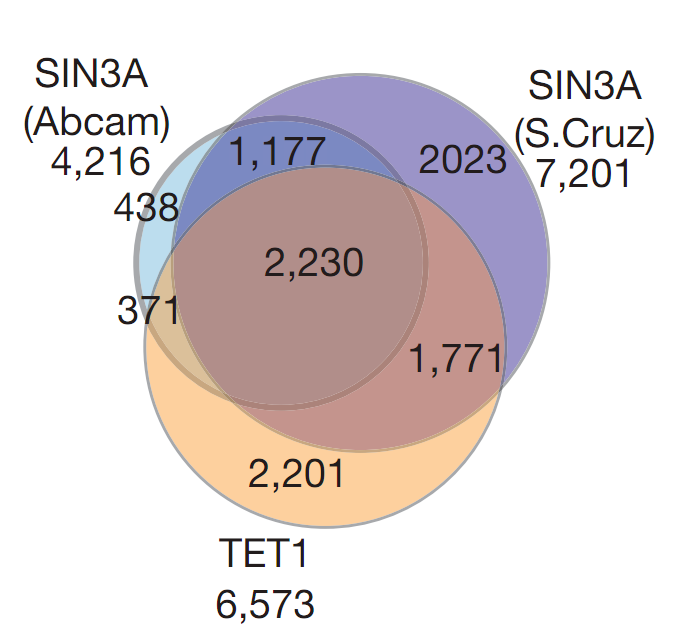 SIN3A
(Abcam)
4,216
SIN3A
(S.Cruz)
7,201
1,177
2023
438
2,230
371
1,771
2,201
TET1
6,573